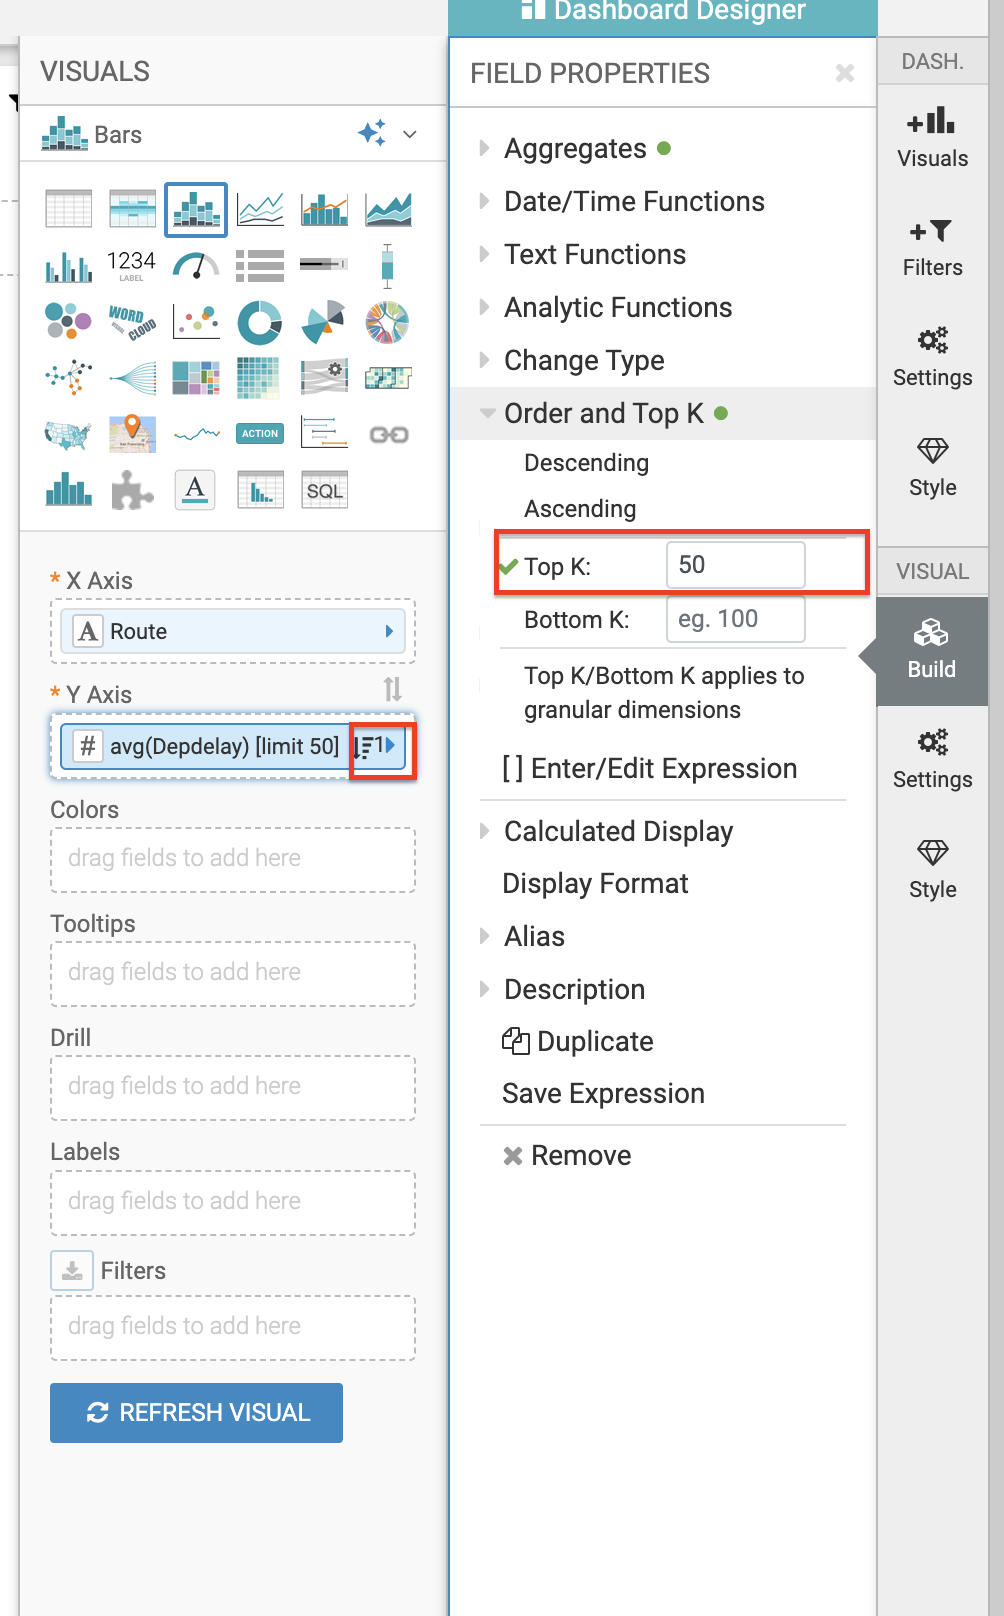 Dashboard Designer
VISUALS
Bars
1234
LABEL
WORD
CLOUD
ACTION
A
SQL
* X Axis
A Route
* Y Axis
# avg(Depdelay) [limit 50] 1
Colors
drag fields to add here
Tooltips
drag fields to add here
Drill
drag fields to add here
Labels
drag fields to add here
Filters
drag fields to add here
REFRESH VISUAL
FIELD PROPERTIES
Aggregates
Date/Time Functions
Text Functions
Analytic Functions
Change Type
Order and Top K
Descending
Ascending
Top K: 50
Bottom K: eg. 100
Top K/Bottom K applies to
granular dimensions
[ ] Enter/Edit Expression
Calculated Display
Display Format
Alias
Description
Duplicate
Save Expression
Remove
DASH.
Visuals
Filters
Settings
Style
VISUAL
Build
Settings
Style